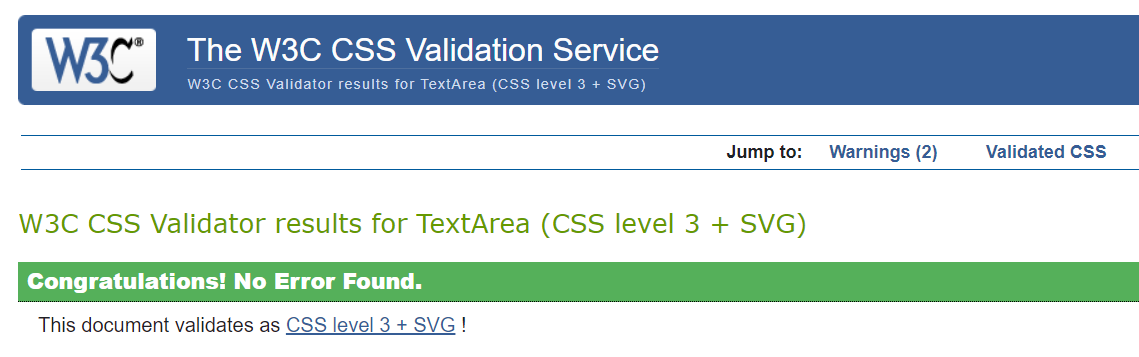 W3C®
The W3C CSS Validation Service
W3C CSS Validator results for TextArea (CSS level 3 + SVG)
Jump to: Warnings (2) Validated CSS
W3C CSS Validator results for TextArea (CSS level 3 + SVG)
Congratulations! No Error Found.
This document validates as CSS level 3 + SVG !